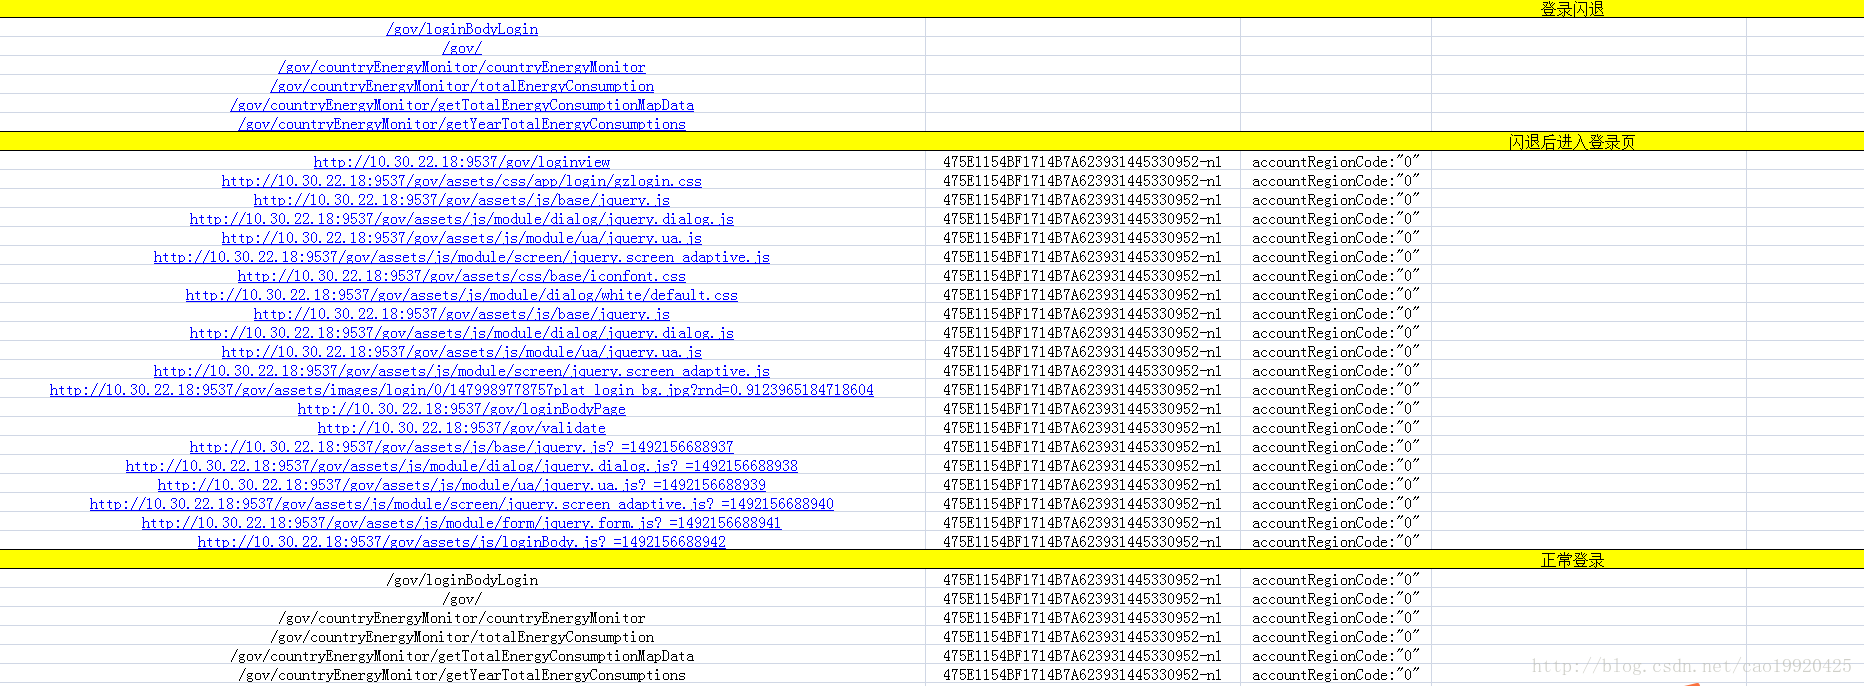 登录闪退
/gov/loginBodyLogin
/gov/
/gov/countryEnergyMonitor/countryEnergyMonitor
/gov/countryEnergyMonitor/totalEnergyConsumption
/gov/countryEnergyMonitor/getTotalEnergyConsumptionMapData
/gov/countryEnergyMonitor/getYearTotalEnergyConsumptions
闪退后进入登录页
http://10.30.22.18:9537/gov/loginview 475E1154BF1714B7A623931445330952-n1 accountRegionCode:"0"
http://10.30.22.18:9537/gov/assets/css/app/login/gzlogin.css 475E1154BF1714B7A623931445330952-n1 accountRegionCode:"0"
http://10.30.22.18:9537/gov/assets/js/base/jquery.js 475E1154BF1714B7A623931445330952-n1 accountRegionCode:"0"
http://10.30.22.18:9537/gov/assets/js/module/dialog/jquery.dialog.js 475E1154BF1714B7A623931445330952-n1 accountRegionCode:"0"
http://10.30.22.18:9537/gov/assets/js/module/ua/jquery.ua.js 475E1154BF1714B7A623931445330952-n1 accountRegionCode:"0"
http://10.30.22.18:9537/gov/assets/js/module/screen/jquery.screen_adaptive.js 475E1154BF1714B7A623931445330952-n1 accountRegionCode:"0"
http://10.30.22.18:9537/gov/assets/css/base/iconfont.css 475E1154BF1714B7A623931445330952-n1 accountRegionCode:"0"
http://10.30.22.18:9537/gov/assets/js/module/dialog/white/default.css 475E1154BF1714B7A623931445330952-n1 accountRegionCode:"0"
http://10.30.22.18:9537/gov/assets/js/base/jquery.js 475E1154BF1714B7A623931445330952-n1 accountRegionCode:"0"
http://10.30.22.18:9537/gov/assets/js/module/dialog/jquery.dialog.js 475E1154BF1714B7A623931445330952-n1 accountRegionCode:"0"
http://10.30.22.18:9537/gov/assets/js/module/ua/jquery.ua.js 475E1154BF1714B7A623931445330952-n1 accountRegionCode:"0"
http://10.30.22.18:9537/gov/assets/js/module/screen/jquery.screen_adaptive.js 475E1154BF1714B7A623931445330952-n1 accountRegionCode:"0"
http://10.30.22.18:9537/gov/assets/images/login/0/1479989778757plat_login_bg.jpg?rnd=0.9123965184718604 475E1154BF1714B7A623931445330952-n1 accountRegionCode:"0"
http://10.30.22.18:9537/gov/loginBodyPage 475E1154BF1714B7A623931445330952-n1 accountRegionCode:"0"
http://10.30.22.18:9537/gov/validate 475E1154BF1714B7A623931445330952-n1 accountRegionCode:"0"
http://10.30.22.18:9537/gov/assets/js/base/jquery.js?_=1492156688937 475E1154BF1714B7A623931445330952-n1 accountRegionCode:"0"
http://10.30.22.18:9537/gov/assets/js/module/dialog/jquery.dialog.js?_=1492156688938 475E1154BF1714B7A623931445330952-n1 accountRegionCode:"0"
http://10.30.22.18:9537/gov/assets/js/module/ua/jquery.ua.js?_=1492156688939 475E1154BF1714B7A623931445330952-n1 accountRegionCode:"0"
http://10.30.22.18:9537/gov/assets/js/module/screen/jquery.screen_adaptive.js?_=1492156688940 475E1154BF1714B7A623931445330952-n1 accountRegionCode:"0"
http://10.30.22.18:9537/gov/assets/js/module/form/jquery.form.js?_=1492156688941 475E1154BF1714B7A623931445330952-n1 accountRegionCode:"0"
http://10.30.22.18:9537/gov/assets/js/loginBody.js?_=1492156688942 475E1154BF1714B7A623931445330952-n1 accountRegionCode:"0"
正常登录
/gov/loginBodyLogin 475E1154BF1714B7A623931445330952-n1 accountRegionCode:"0"
/gov/ 475E1154BF1714B7A623931445330952-n1 accountRegionCode:"0"
/gov/countryEnergyMonitor/countryEnergyMonitor 475E1154BF1714B7A623931445330952-n1 accountRegionCode:"0"
/gov/countryEnergyMonitor/totalEnergyConsumption 475E1154BF1714B7A623931445330952-n1 accountRegionCode:"0"
/gov/countryEnergyMonitor/getTotalEnergyConsumptionMapData 475E1154BF1714B7A623931445330952-n1 accountRegionCode:"0"
/gov/countryEnergyMonitor/getYearTotalEnergyConsumptions 475E1154BF1714B7A623931445330952-n1 accountRegionCode:"0"
http://blog.csdn.net/cao19920425